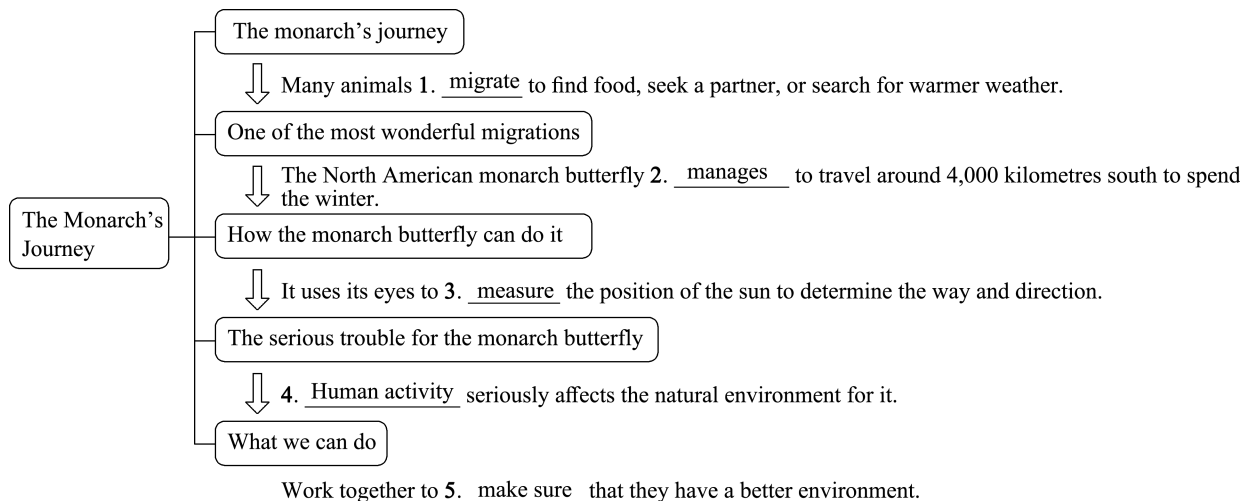 The monarch’s journey
Many animals 1. migrate to find food, seek a partner, or search for warmer weather.
One of the most wonderful migrations
The North American monarch butterfly 2. manages to travel around 4,000 kilometres south to spend
the winter.
The Monarch’s
Journey
How the monarch butterfly can do it
It uses its eyes to 3. measure the position of the sun to determine the way and direction.
The serious trouble for the monarch butterfly
4. Human activity seriously affects the natural environment for it.
What we can do
Work together to 5. make sure that they have a better environment.